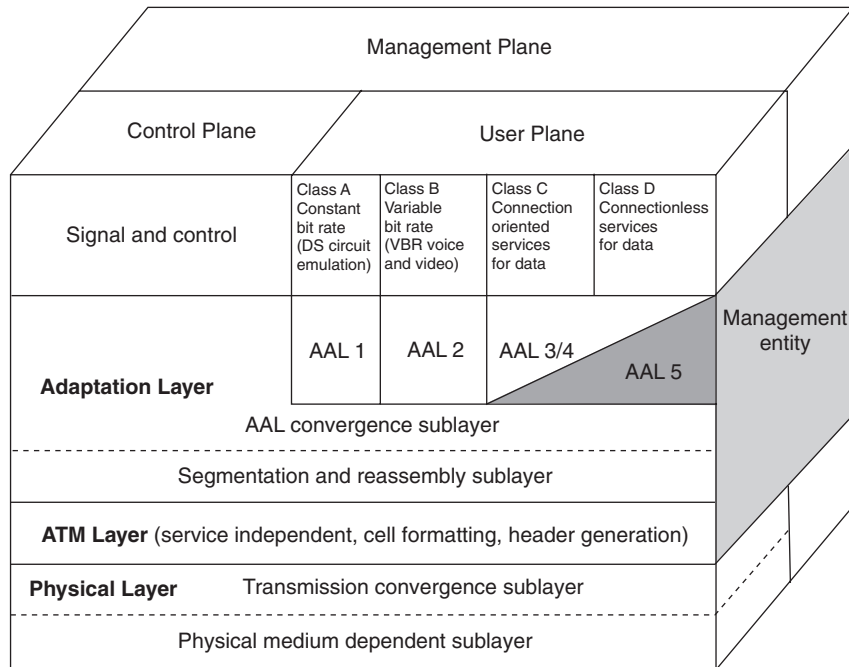 Management Plane
Control Plane
User Plane
Signal and control
Class A
Constant
bit rate
(DS circuit
emulation)
Class B
Variable
bit rate
(VBR voice
and video)
Class C
Connection
oriented
services
for data
Class D
Connectionless
services
for data
Management
entity
AAL 1
AAL 2
AAL 3/4
AAL 5
Adaptation Layer
AAL convergence sublayer
Segmentation and reassembly sublayer
ATM Layer (service independent, cell formatting, header generation)
Physical Layer
Transmission convergence sublayer
Physical medium dependent sublayer